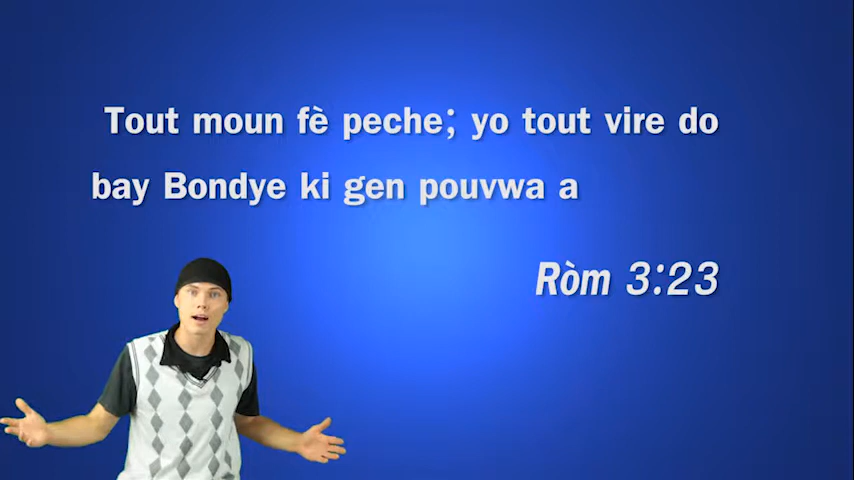 Tout moun fè peche; yo tout vire do
bay Bondye ki gen pouvwa a
Ròm 3:23